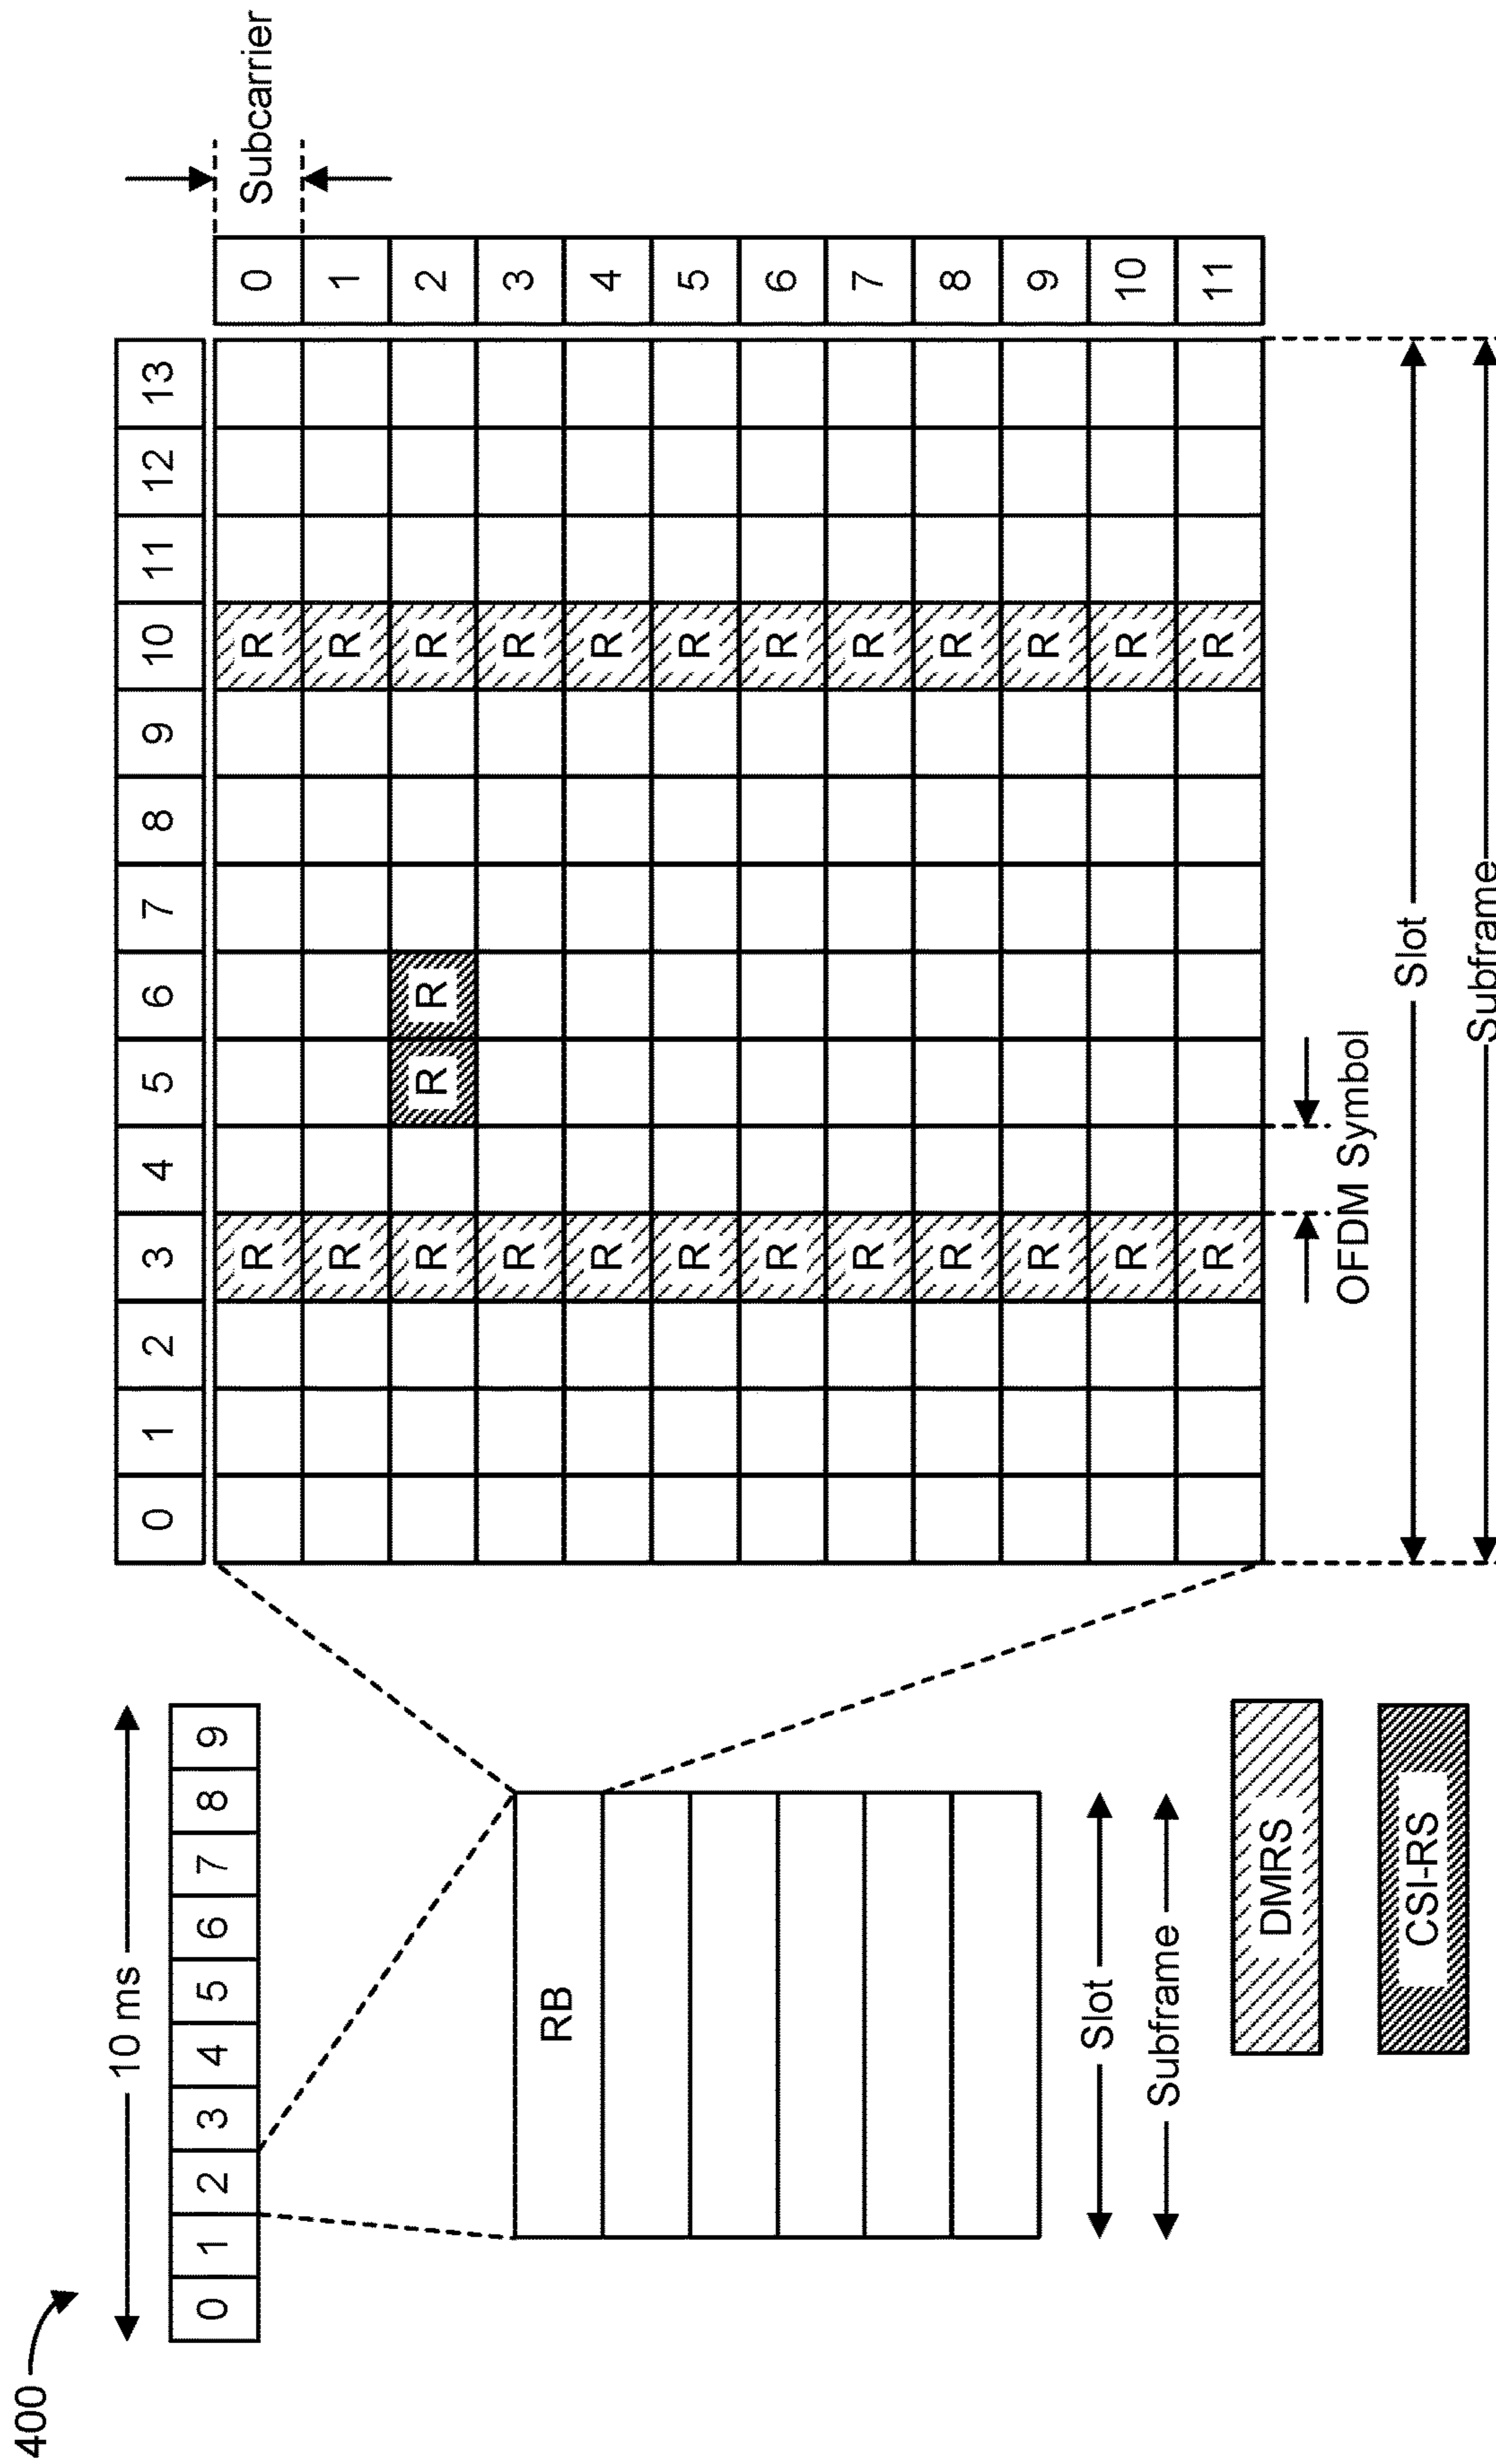 400
10 ms
0 1 2 3 4 5 6 7 8 9
RB
Slot
Subframe
DMRS
CSI-RS
0 1 2 3 4 5 6 7 8 9 10 11 12 13
Subcarrier
R R 0
R R 1
R R R R 2
R R 3
R R 4
R R 5
R R 6
R R 7
R R 8
R R 9
R R 10
R R 11
OFDM Symbol
Slot
Subframe